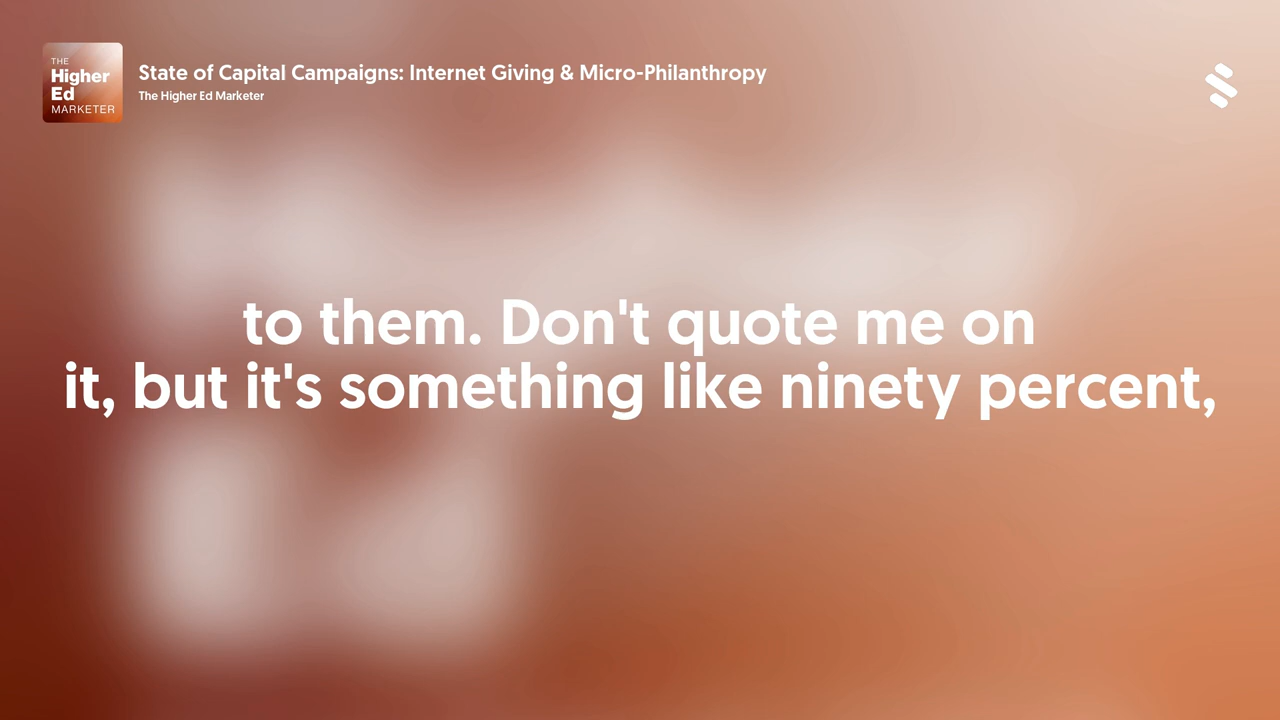 THE
Higher
Ed
MARKETER
State of Capital Campaigns: Internet Giving & Micro-Philanthropy
The Higher Ed Marketer
to them. Don't quote me on
it, but it's something like ninety percent,